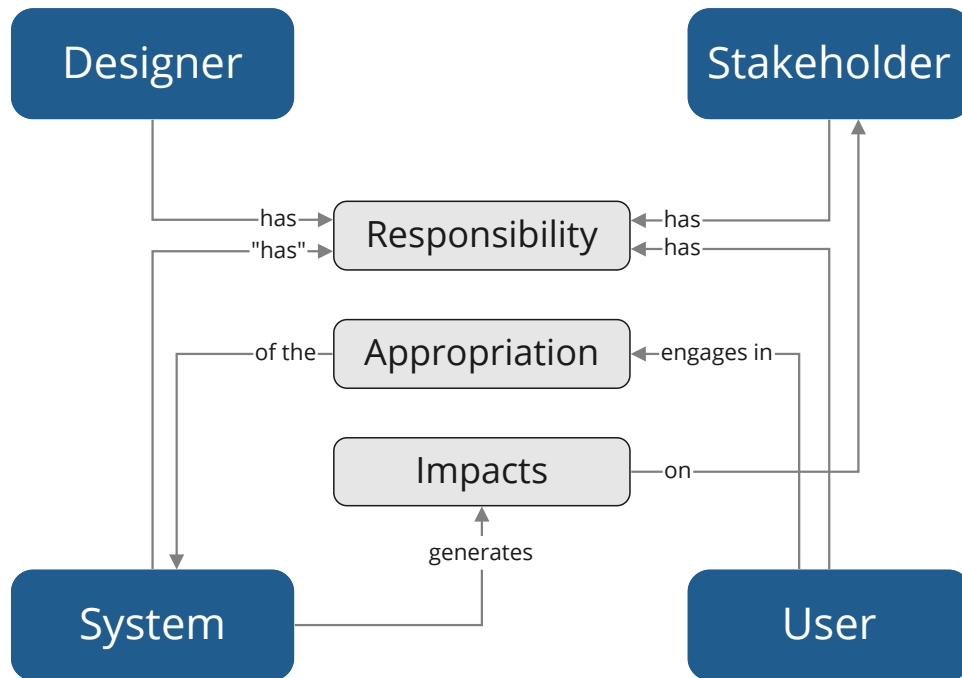 Designer
Stakeholder
has
has
Responsibility
"has"
has
of the
Appropriation
engages in
Impacts
on
generates
System
User